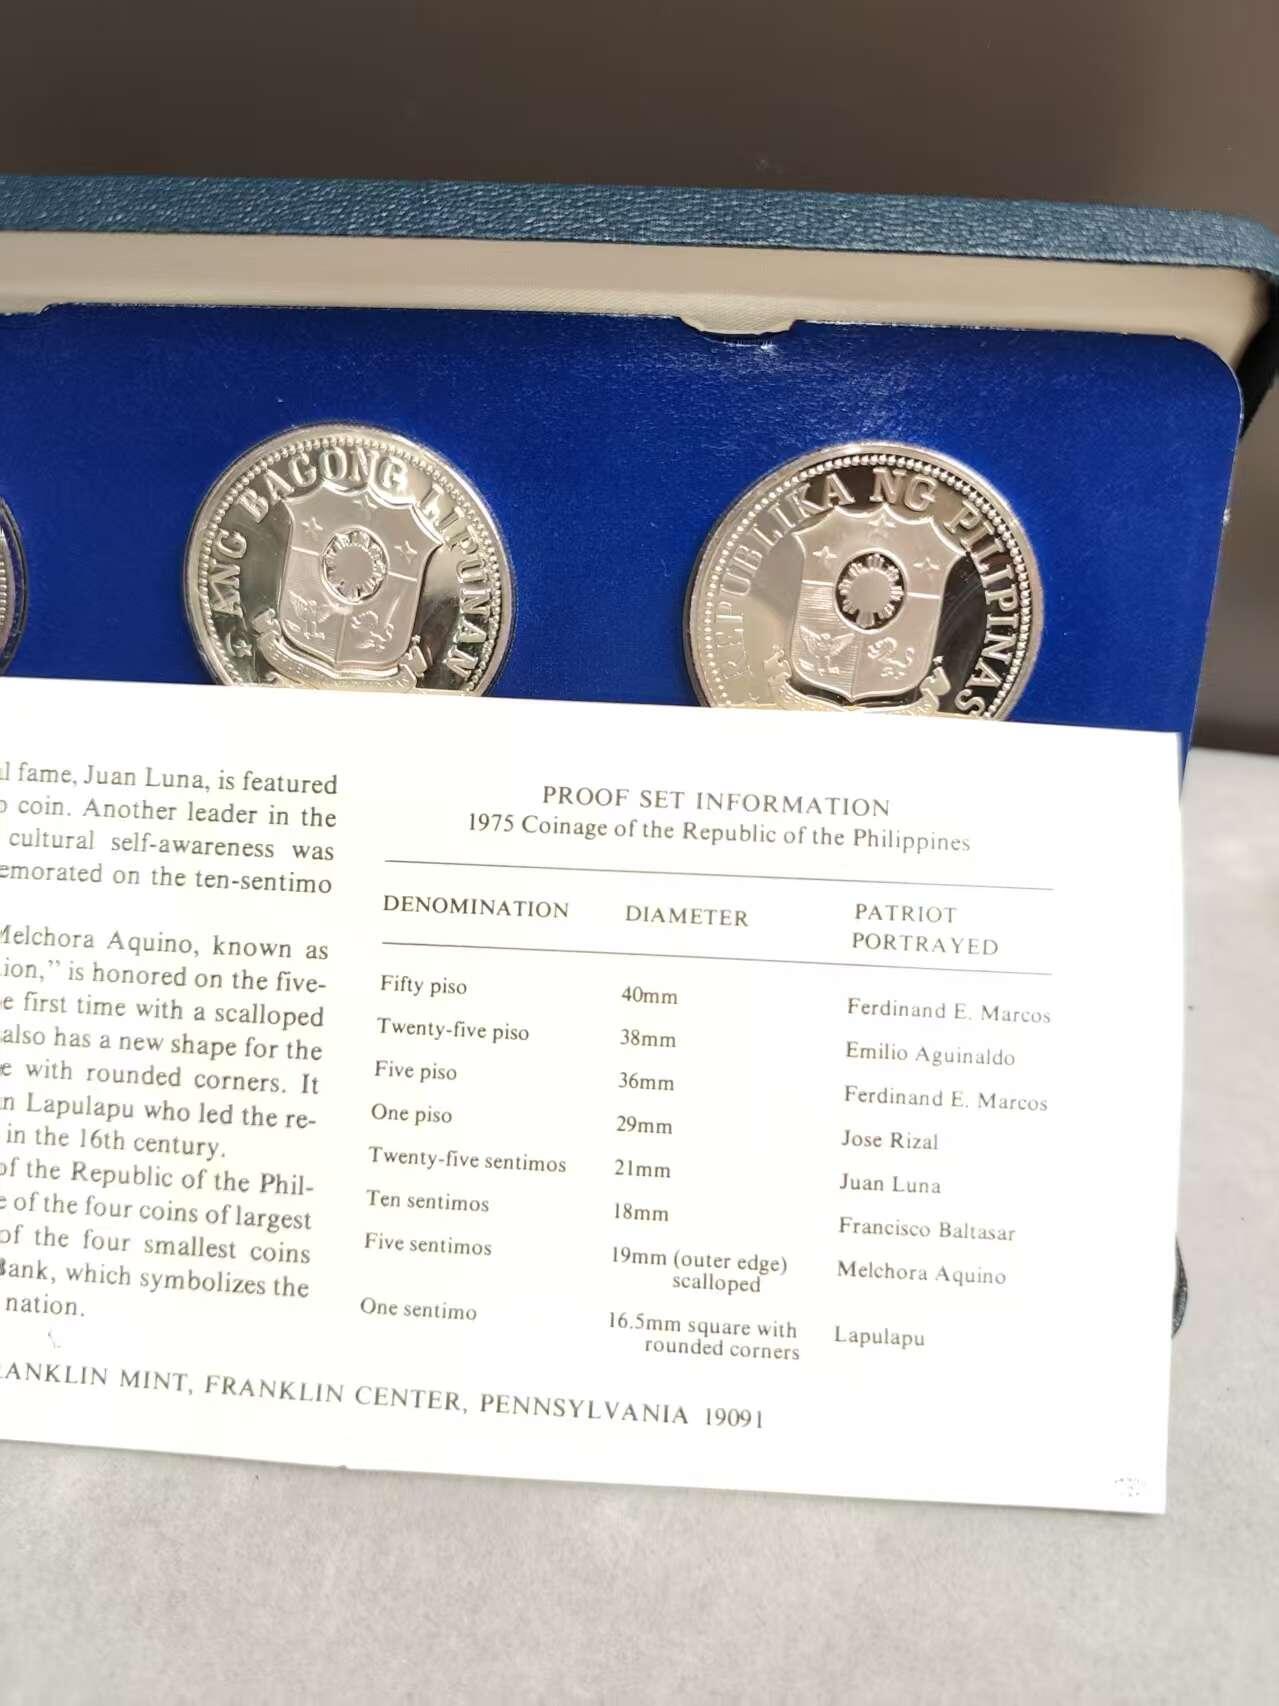 ANG BAGONG LIPUNAN
REPUBLIKA NG PILIPINAS
fame, Juan Luna, is featured
coin. Another leader in the
cultural self-awareness was
on the ten-sentimo
Melchora Aquino, known as
is honored on the five-
first time with a scalloped
also has a new shape for the
with rounded corners. It
Lapulapu who led the re-
in the 16th century.
of the Republic of the Phil-
of the four coins of largest
of the four smallest coins
Bank, which symbolizes the
nation.
PROOF SET INFORMATION
1975 Coinage of the Republic of the Philippines
DENOMINATION DIAMETER PATRIOT
PORTRAYED
Fifty piso 40mm Ferdinand E. Marcos
Twenty-five piso 38mm Emilio Aguinaldo
Five piso 36mm Ferdinand E. Marcos
One piso 29mm Jose Rizal
Twenty-five sentimos 21mm Juan Luna
Ten sentimos 18mm Francisco Baltasar
Five sentimos 19mm (outer edge) Melchora Aquino
scalloped
One sentimo 16.5mm square with Lapulapu
rounded corners
FRANKLIN MINT, FRANKLIN CENTER, PENNSYLVANIA 19091